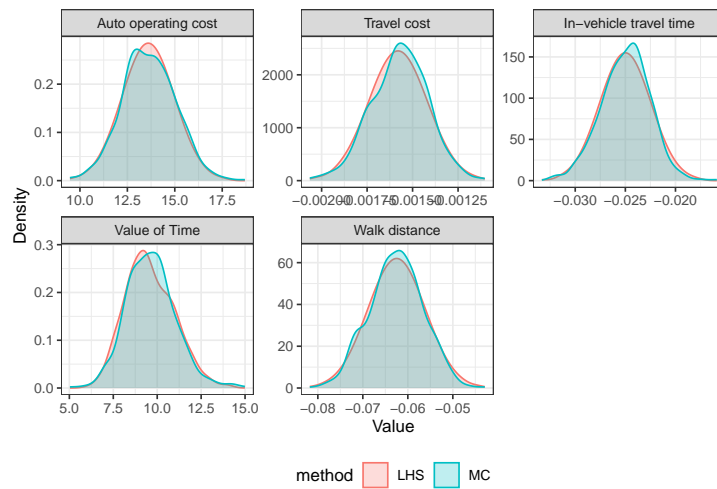 Auto operating cost Travel cost In−vehicle travel time
0.2
0.1
0.0
10.0 12.5 15.0 17.5
2000
1000
0
−0.00200 −0.00175 −0.00150 −0.00125
150
100
50
0
−0.030 −0.025 −0.020
Density
Value of Time Walk distance
0.3
0.2
0.1
0.0
5.0 7.5 10.0 12.5 15.0
60
40
20
0
−0.08 −0.07 −0.06 −0.05
Value
method LHS MC